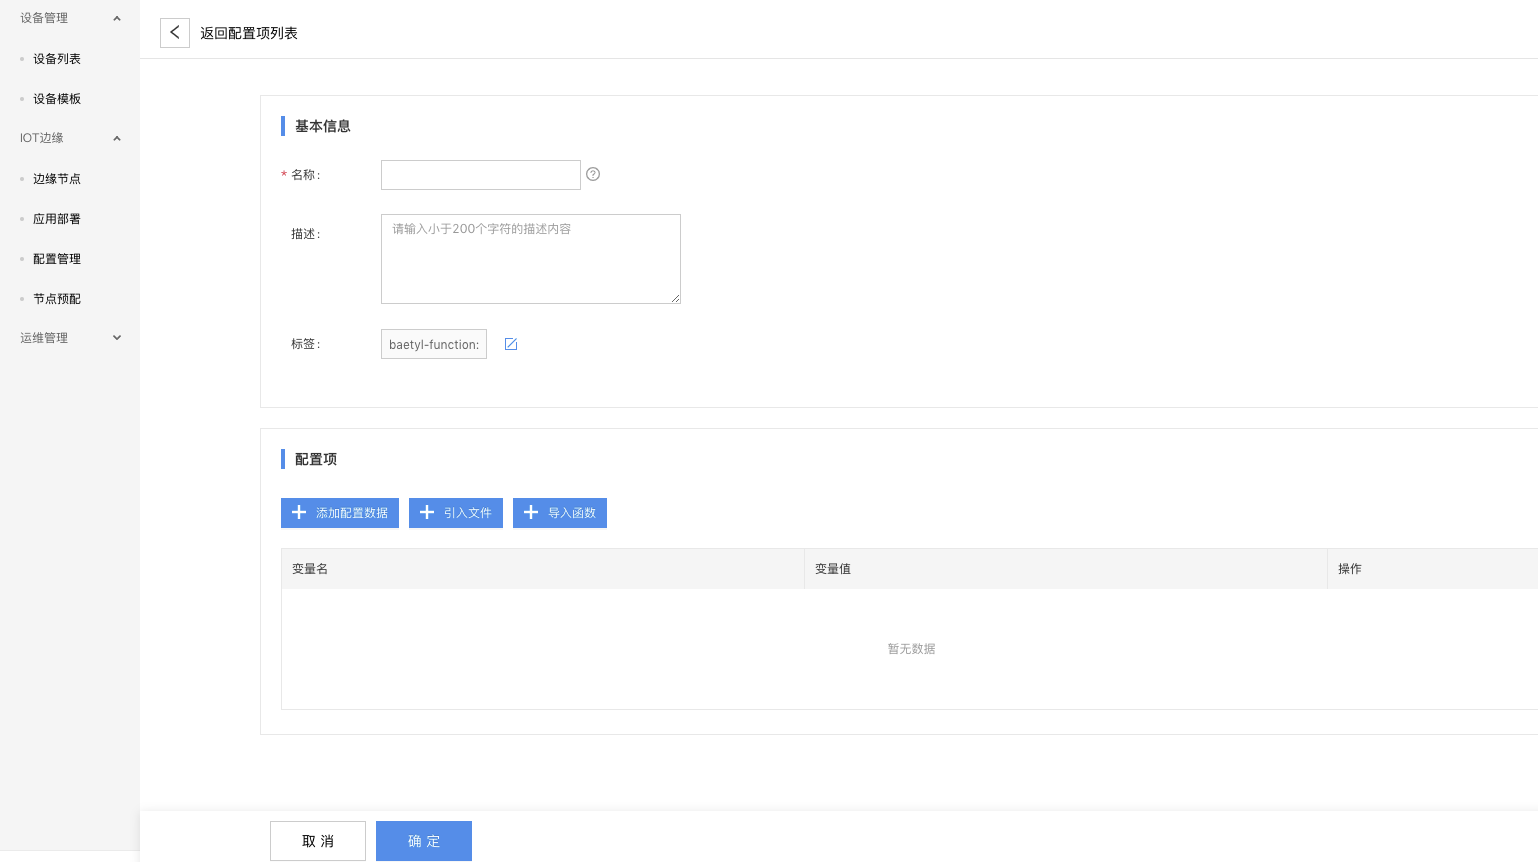 设备管理
设备列表
设备模板
IOT边缘
边缘节点
应用部署
配置管理
节点预配
运维管理
返回配置项列表
基本信息
* 名称 :
描述 :
请输入小于200个字符的描述内容
标签 :
baetyl-function:
配置项
添加配置数据 引入文件 导入函数
变量名 变量值 操作
暂无数据
取 消 确 定